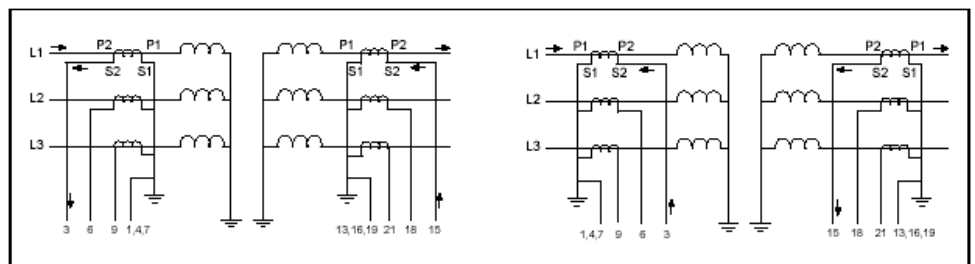 L1 P2 P1 P1 P2 L1 P1 P2 P2 P1
S2 S1 S1 S2 S1 S2 S2 S1
L2 L2
L3 L3
3 6 9 1,4,7 13,16,19 21 18 15 1,4,7 9 6 3 15 18 21 13,16,19